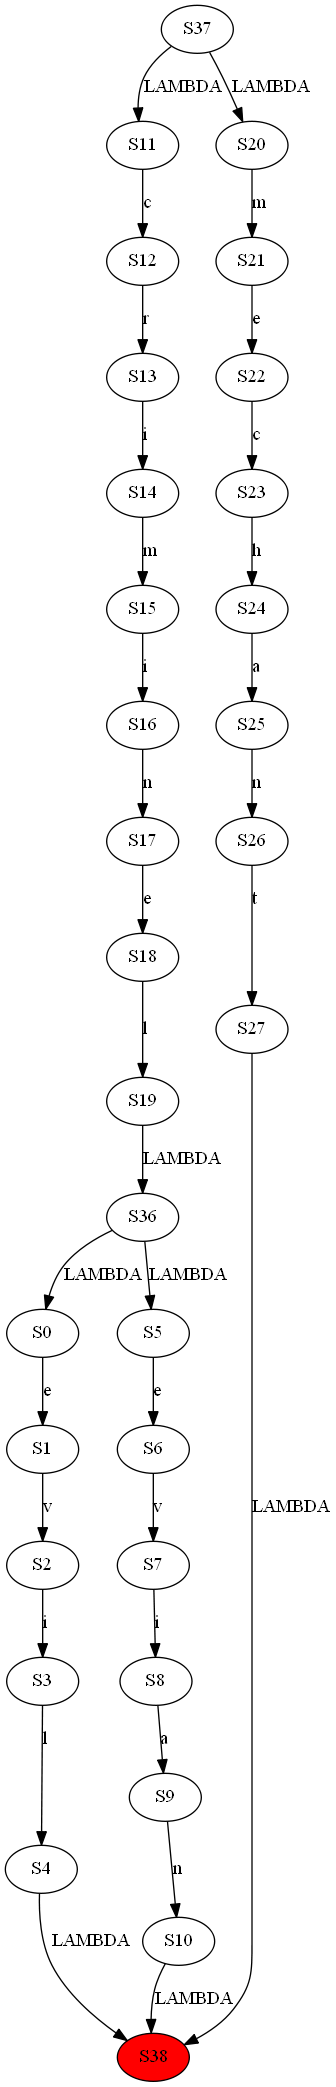 S37
LAMBDA LAMBDA
S11 S20
c m
S12 S21
r e
S13 S22
i c
S14 S23
m h
S15 S24
i a
S16 S25
n n
S17 S26
e t
S18
l S27
S19
LAMBDA
S36
LAMBDA LAMBDA
S0 S5
e e
S1 S6
v v LAMBDA
S2 S7
i i
S3 S8
l a
S9
S4 n
S10
LAMBDA
LAMBDA
S38